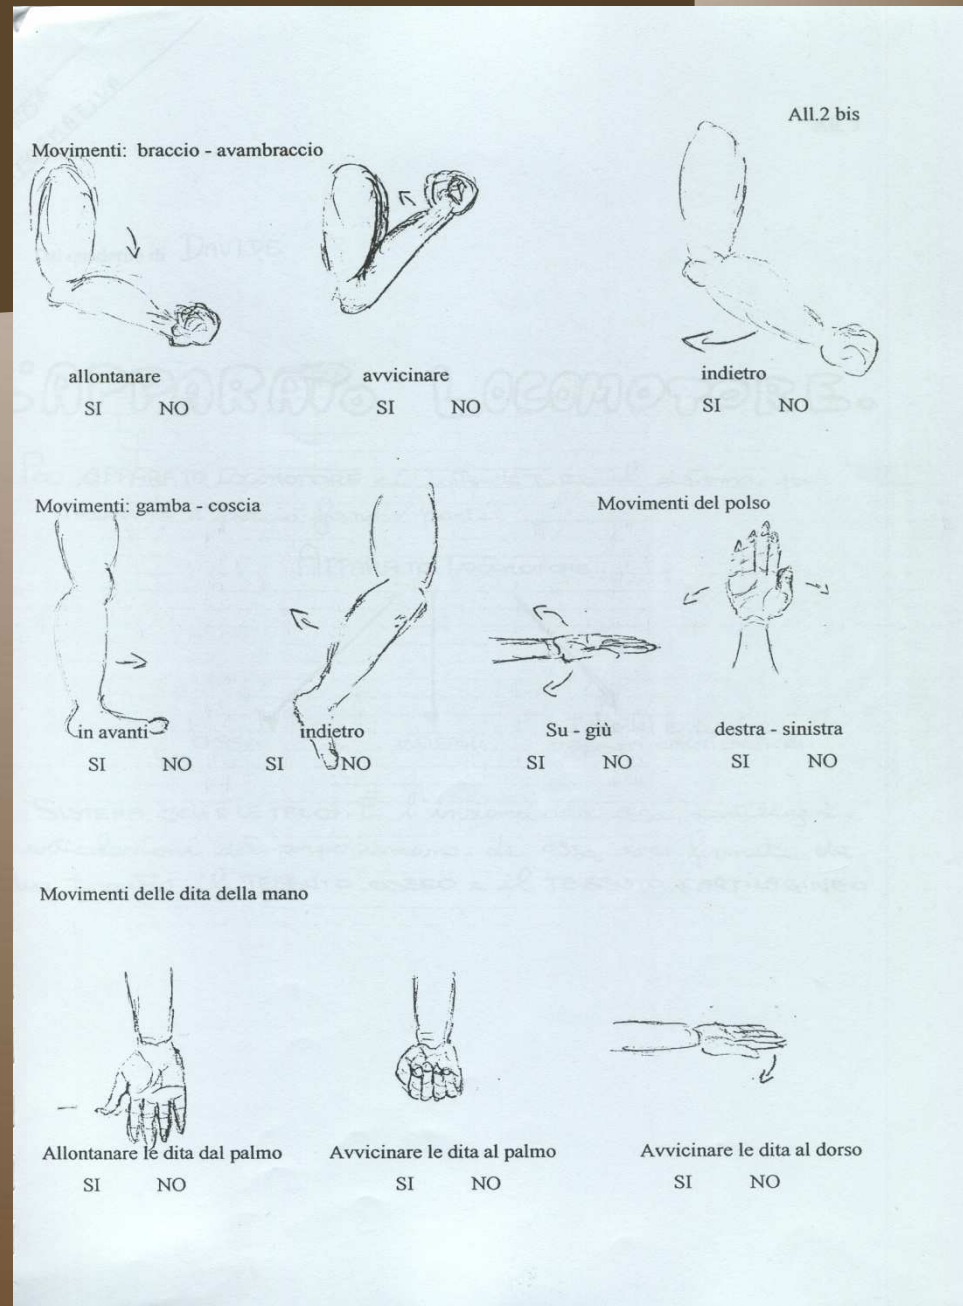 All.2 bis
Movimenti: braccio - avambraccio
DAVIDE
allontanare avvicinare indietro
SI NO SI NO SI NO
APPARATO LOCOMOTORE.
Movimenti: gamba - coscia Movimenti del polso
in avanti indietro Su - giù destra - sinistra
SI NO SI NO SI NO SI NO
Movimenti delle dita della mano
Allontanare le dita dal palmo Avvicinare le dita al palmo Avvicinare le dita al dorso
SI NO SI NO SI NO